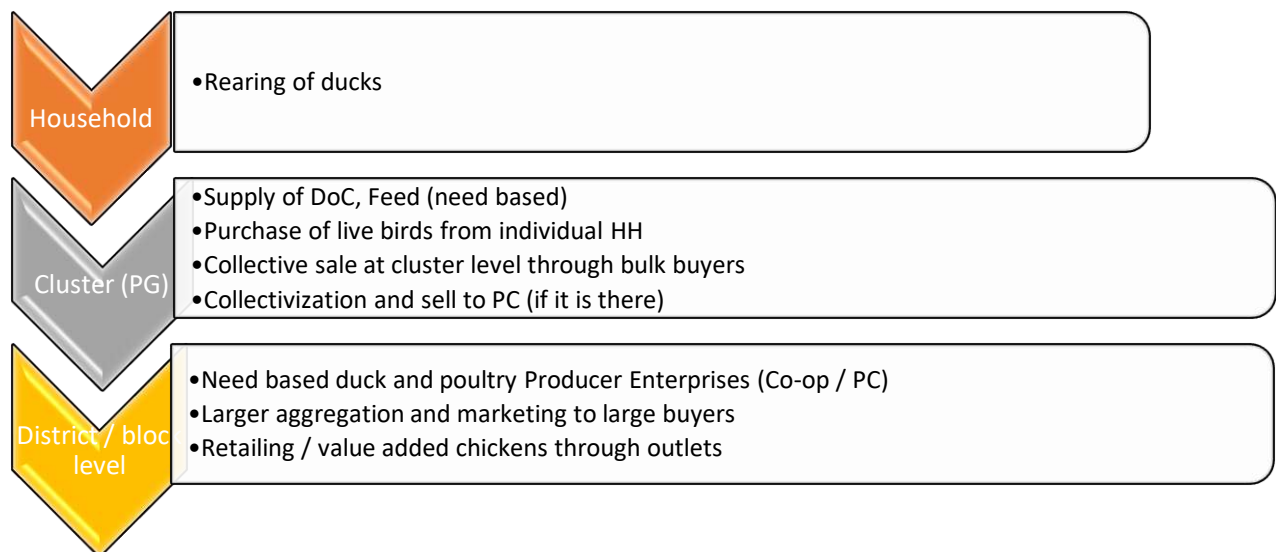 Household
•Rearing of ducks
Cluster (PG)
•Supply of DoC, Feed (need based)
•Purchase of live birds from individual HH
•Collective sale at cluster level through bulk buyers
•Collectivization and sell to PC (if it is there)
District / bloc
level
•Need based duck and poultry Producer Enterprises (Co-op / PC)
•Larger aggregation and marketing to large buyers
•Retailing / value added chickens through outlets